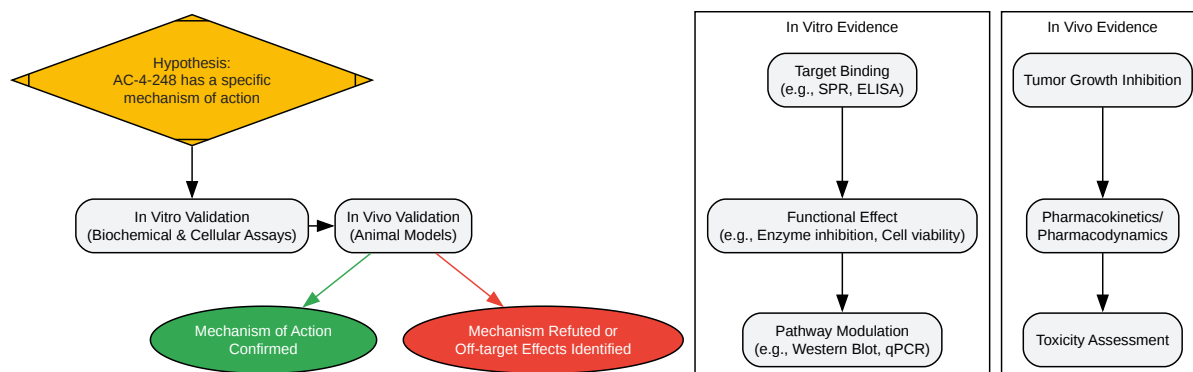 Hypothesis:
AC-4-248 has a specific
mechanism of action
In Vitro Validation
(Biochemical & Cellular Assays)
In Vivo Validation
(Animal Models)
Mechanism of Action
Confirmed
Mechanism Refuted or
Off-target Effects Identified
In Vitro Evidence
Target Binding
(e.g., SPR, ELISA)
Functional Effect
(e.g., Enzyme inhibition, Cell viability)
Pathway Modulation
(e.g., Western Blot, qPCR)
In Vivo Evidence
Tumor Growth Inhibition
Pharmacokinetics/
Pharmacodynamics
Toxicity Assessment